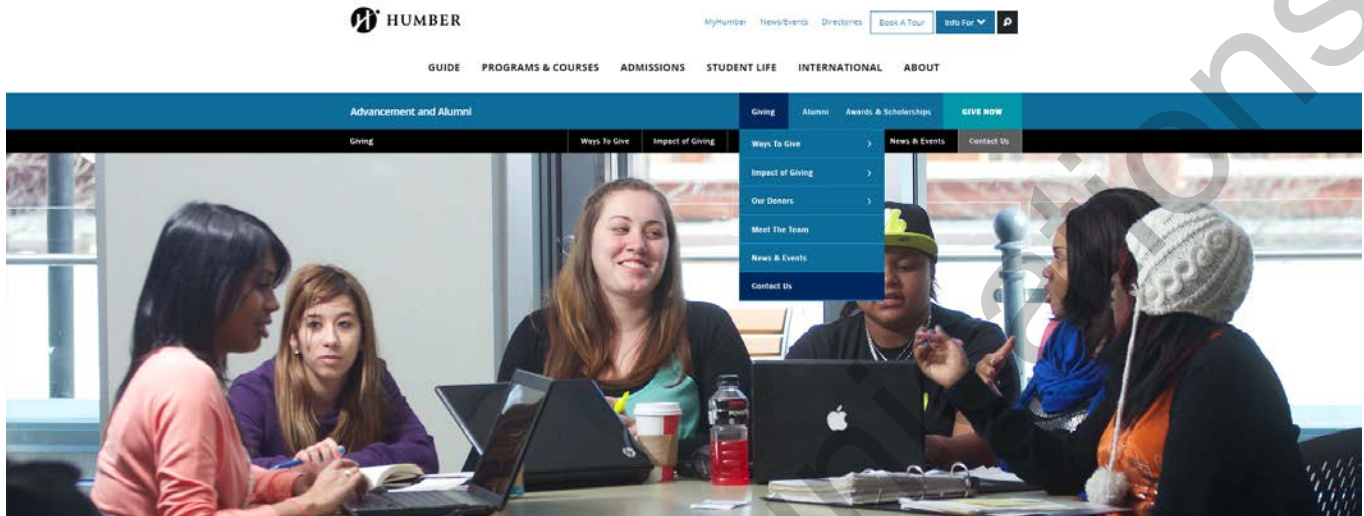 HUMBER
MyHumber News/Events Directories Book A Tour Info For
GUIDE PROGRAMS & COURSES ADMISSIONS STUDENT LIFE INTERNATIONAL ABOUT
Advancement and Alumni Giving Alumni Awards & Scholarships GIVE NOW
Giving Ways To Give Impact of Giving News & Events Contact Us
Ways To Give
Impact of Giving
Our Donors
Meet The Team
News & Events
Contact Us